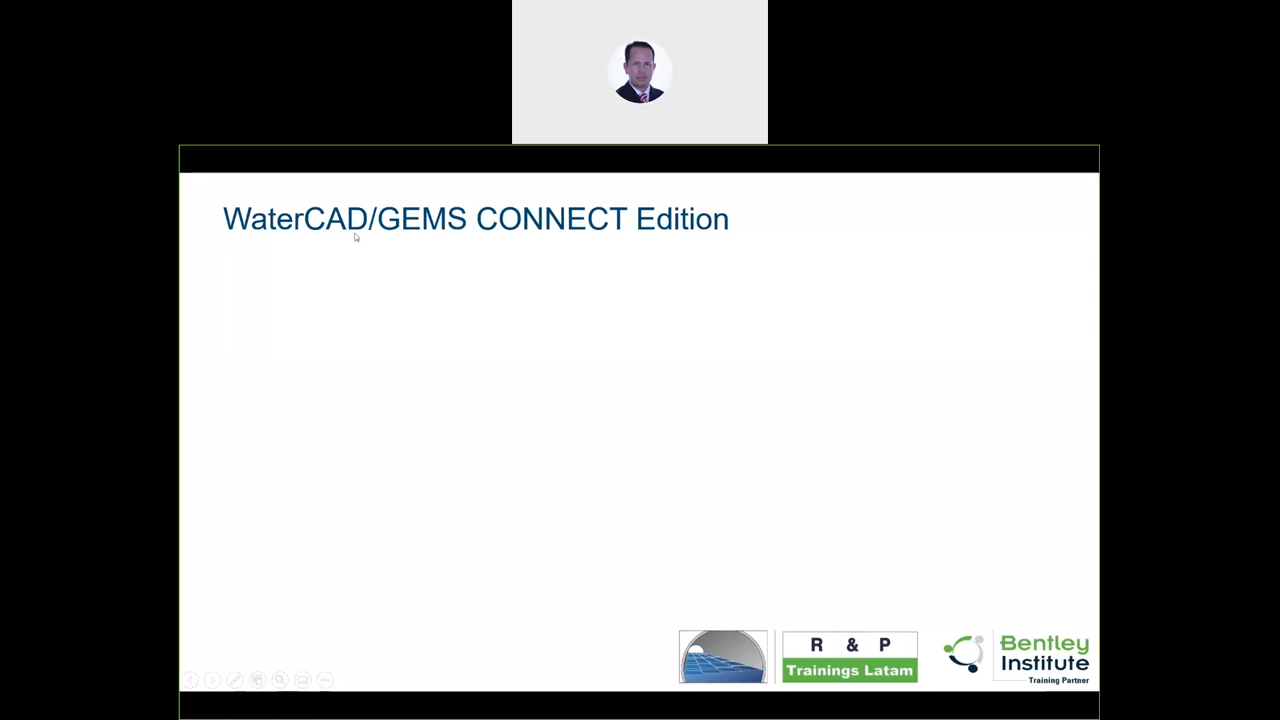 WaterCAD/GEMS CONNECT Edition
R & P
Trainings Latam
Bentley
Institute
Training Partner